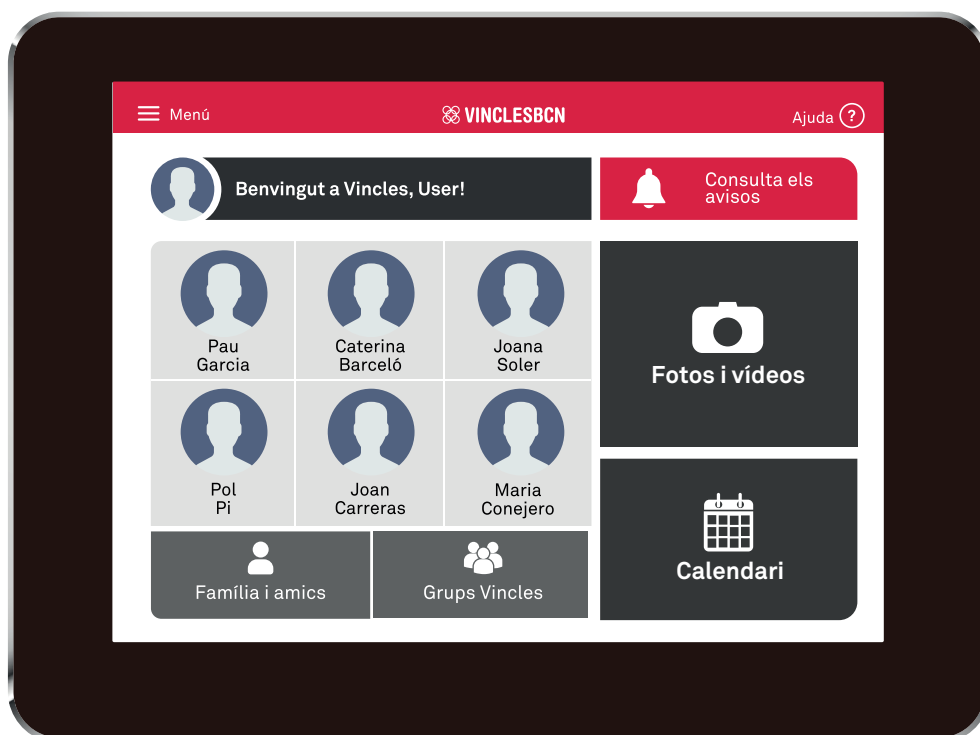 Menú
VINCLESBCN
Ajuda ?
Benvingut a Vincles, User!
Consulta els
avisos
Pau
Garcia
Caterina
Barceló
Joana
Soler
Pol
Pi
Joan
Carreras
Maria
Conejero
Fotos i vídeos
Calendari
Família i amics
Grups Vincles